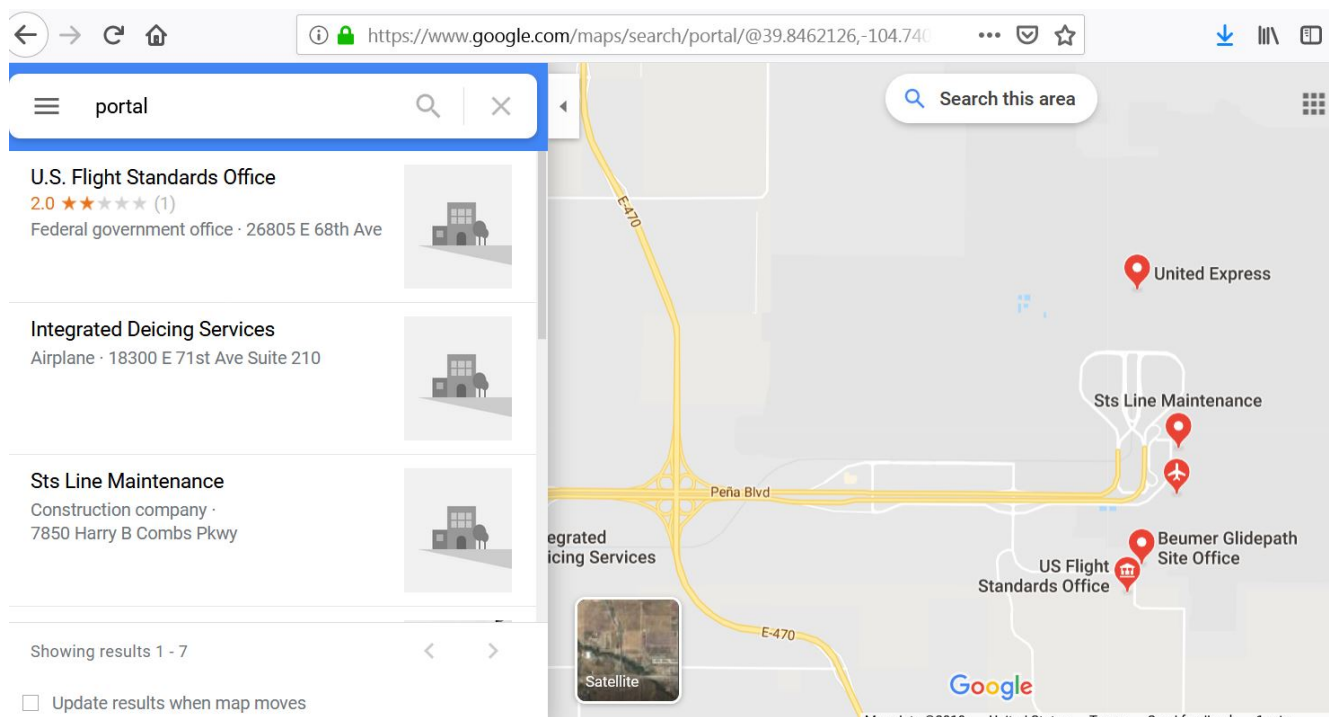 https://www.google.com/maps/search/portal/@39.8462126,-104.740
portal
Search this area
U.S. Flight Standards Office
2.0 ★★★★★ (1)
Federal government office · 26805 E 68th Ave
Integrated Deicing Services
Airplane · 18300 E 71st Ave Suite 210
Sts Line Maintenance
Construction company ·
7850 Harry B Combs Pkwy
Showing results 1 - 7
Update results when map moves
E-470
United Express
Sts Line Maintenance
Peña Blvd
egrated
icing Services
Beumer Glidepath
Site Office
US Flight
Standards Office
E-470
Satellite
Google